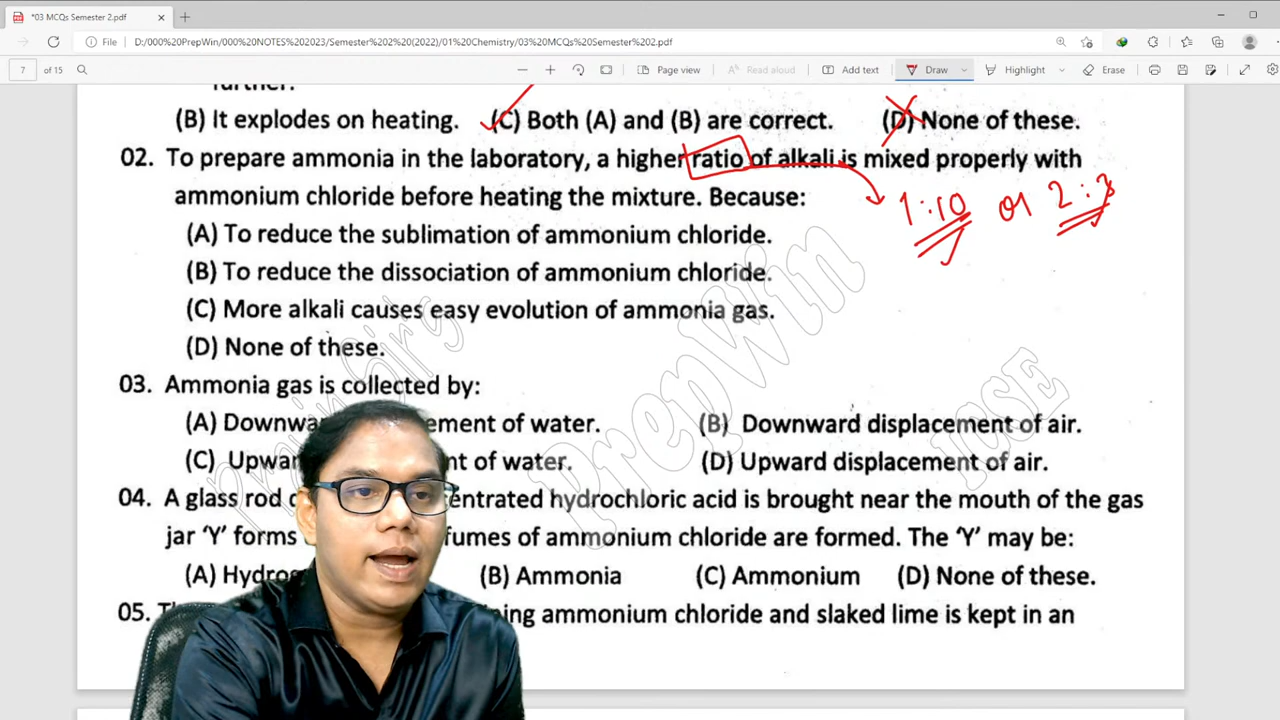 *03 MCQs Semester 2.pdf
File D:/000%20PrepWin/000%20NOTES%202023/Semester%202%20(2022)/01%20Chemistry/03%20MCQs%20Semester%202.pdf
7 of 15 Page view Read aloud Add text Draw Highlight Erase
further.
(B) It explodes on heating. (C) Both (A) and (B) are correct. (D) None of these.
02. To prepare ammonia in the laboratory, a higher ratio of alkali is mixed properly with
ammonium chloride before heating the mixture. Because:
1:10 or 2:3
(A) To reduce the sublimation of ammonium chloride.
(B) To reduce the dissociation of ammonium chloride.
(C) More alkali causes easy evolution of ammonia gas.
(D) None of these.
03. Ammonia gas is collected by:
(A) Downwa ement of water. (B) Downward displacement of air.
(C) Upwar nt of water. (D) Upward displacement of air.
04. A glass rod entrated hydrochloric acid is brought near the mouth of the gas
jar 'Y' forms fumes of ammonium chloride are formed. The 'Y' may be:
(A) Hydrog (B) Ammonia (C) Ammonium (D) None of these.
05. ning ammonium chloride and slaked lime is kept in an
PrepWin
ICSE